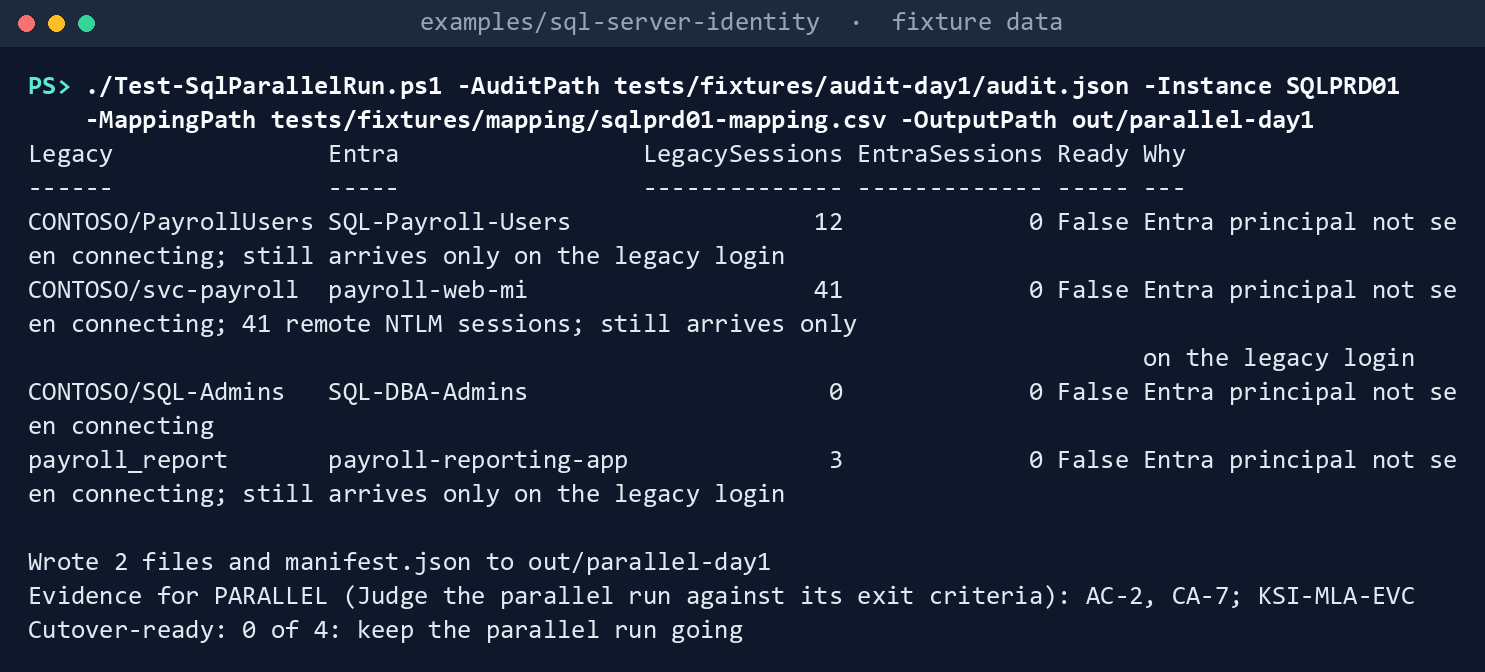 examples/sql-server-identity · fixture data
PS> ./Test-SqlParallelRun.ps1 -AuditPath tests/fixtures/audit-day1/audit.json -Instance SQLPRD01
-MappingPath tests/fixtures/mapping/sqlprd01-mapping.csv -OutputPath out/parallel-day1
Legacy Entra LegacySessions EntraSessions Ready Why
------ ----- -------------- ------------- ----- ---
CONTOSO/PayrollUsers SQL-Payroll-Users 12 0 False Entra principal not se
en connecting; still arrives only on the legacy login
CONTOSO/svc-payroll payroll-web-mi 41 0 False Entra principal not se
en connecting; 41 remote NTLM sessions; still arrives only
on the legacy login
CONTOSO/SQL-Admins SQL-DBA-Admins 0 0 False Entra principal not se
en connecting
payroll_report payroll-reporting-app 3 0 False Entra principal not se
en connecting; still arrives only on the legacy login
Wrote 2 files and manifest.json to out/parallel-day1
Evidence for PARALLEL (Judge the parallel run against its exit criteria): AC-2, CA-7; KSI-MLA-EVC
Cutover-ready: 0 of 4: keep the parallel run going